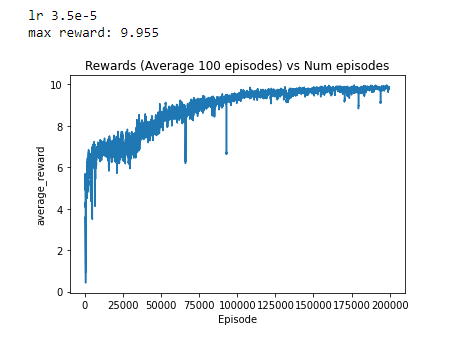 lr 3.5e-5
max reward: 9.955
Rewards (Average 100 episodes) vs Num episodes
10
8
6
4
2
0
average_reward
0 25000 50000 75000 100000 125000 150000 175000 200000
Episode